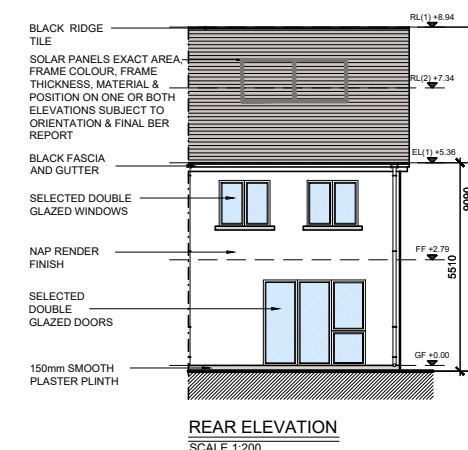 BLACK RIDGE
TILE
SOLAR PANELS EXACT AREA,
FRAME COLOUR, FRAME
THICKNESS, MATERIAL &
POSITION ON ONE OR BOTH
ELEVATIONS SUBJECT TO
ORIENTATION & FINAL BER
REPORT
BLACK FASCIA
AND GUTTER
SELECTED DOUBLE
GLAZED WINDOWS
NAP RENDER
FINISH
SELECTED
DOUBLE
GLAZED DOORS
150mm SMOOTH
PLASTER PLINTH
RL(1) +8.94
RL(2) +7.34
EL(1) +5.36
FF +2.79
GF +0.00
5510
9090
REAR ELEVATION
SCALE 1:200